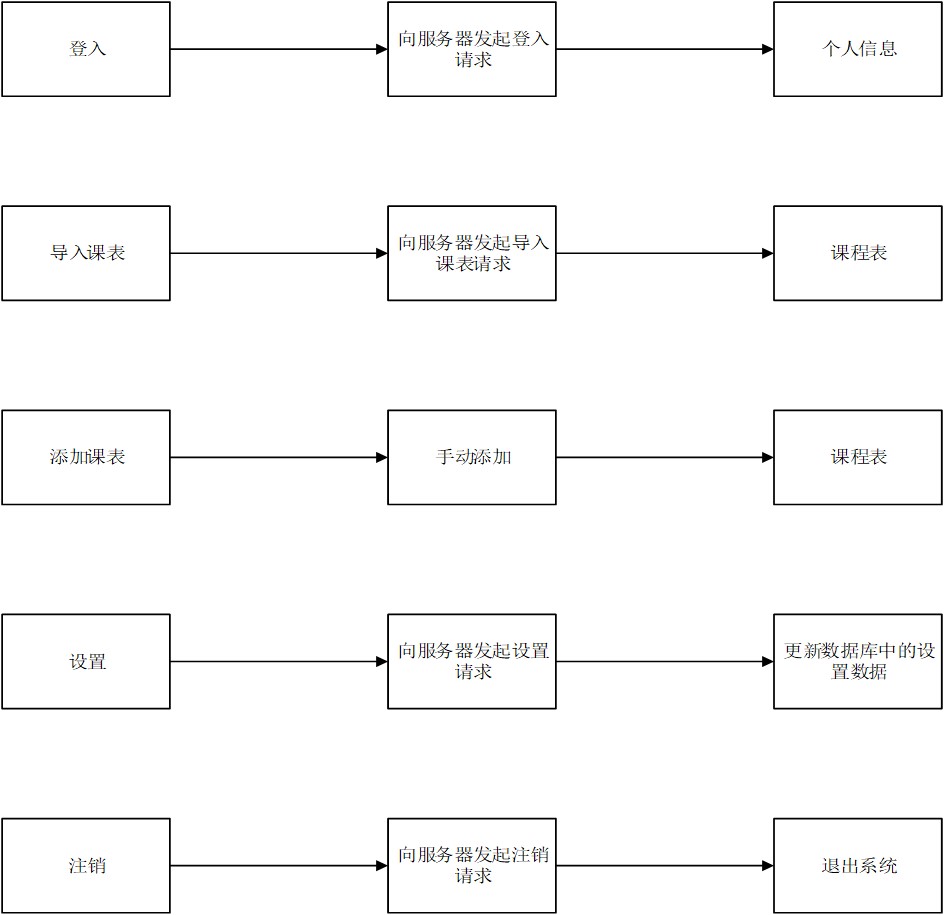 登入
向服务器发起登入
请求
个人信息
导入课表
向服务器发起导入
课表请求
课程表
添加课表
手动添加
课程表
设置
向服务器发起设置
请求
更新数据库中的设
置数据
注销
向服务器发起注销
请求
退出系统